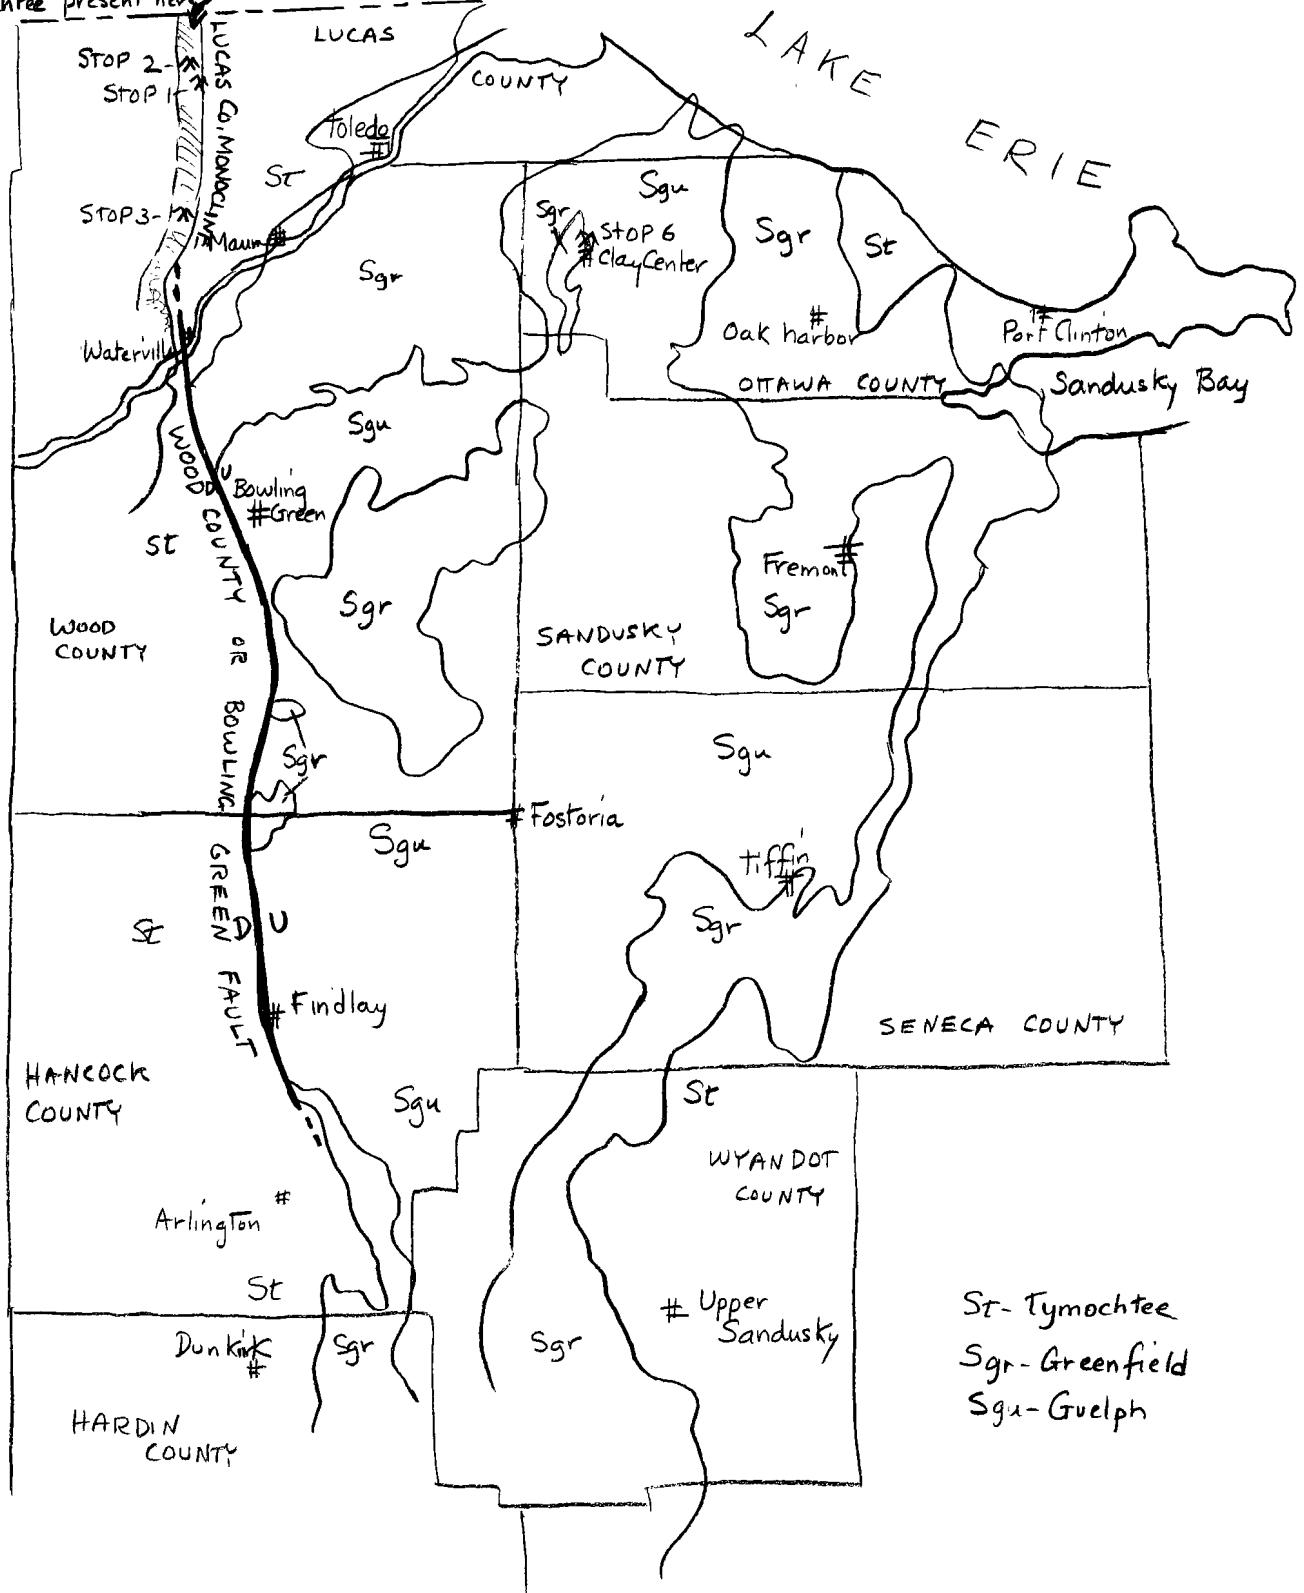 three present here
LUCAS
COUNTY
LAKE ERIE
STOP 2-
STOP 1-
LUCAS CO. MONOCLINE
Toledo
St
STOP 3-
Maum
Sgr
Sgu
Sgr
STOP 6
Clay Center
Sgr
St
Waterville
Oak harbor
Port Clinton
OTTAWA COUNTY
Sandusky Bay
Sgu
U
Bowling
Green
D
WOOD COUNTY OR BOWLING GREEN FAULT
St
Fremont
Sgr
Sgr
WOOD
COUNTY
SANDUSKY
COUNTY
Sgr
Sgu
Fostoria
Sgu
Tiffin
Sgr
St
D U
Findlay
SENECA COUNTY
HANCOCK
COUNTY
Sgu
St
WYANDOT
COUNTY
Arlington
St
Upper
Sandusky
Dunkirk
Sgr
Sgr
HARDIN
COUNTY
St- Tymochtee
Sgr- Greenfield
Sgu- Guelph